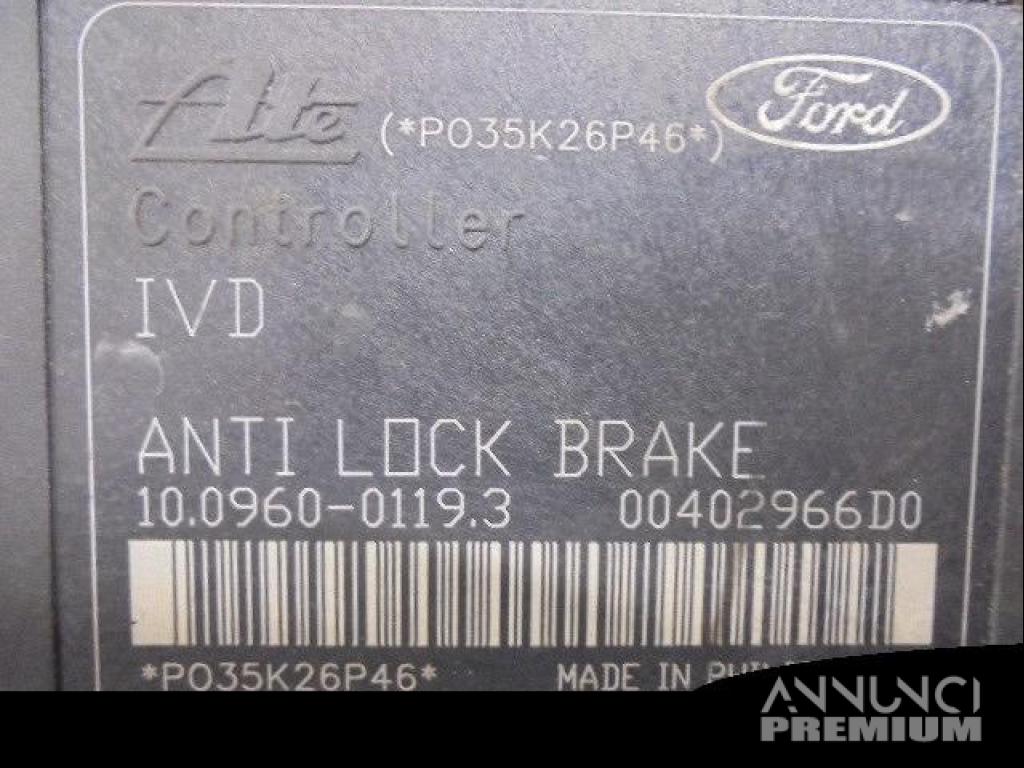 Ate (*PO35K26P46*) Ford
Controller
IVD
ANTI LOCK BRAKE
10.0960-0119.3 00402966D0
*PO35K26P46* MADE IN
ANNUNCI
PREMIUM